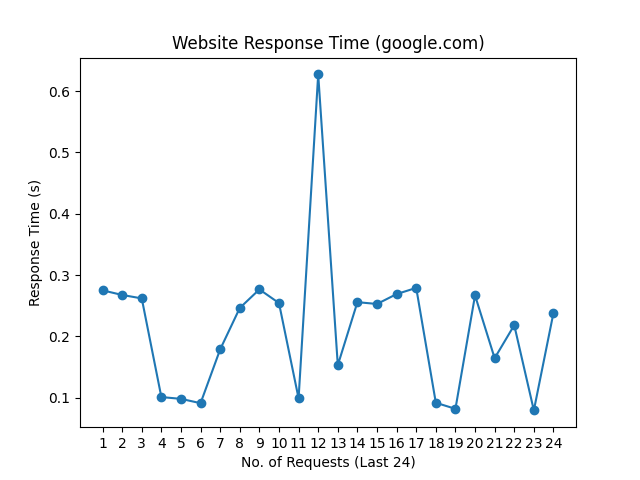 Website Response Time (google.com)
Response Time (s)
0.6
0.5
0.4
0.3
0.2
0.1
1 2 3 4 5 6 7 8 9 10 11 12 13 14 15 16 17 18 19 20 21 22 23 24
No. of Requests (Last 24)